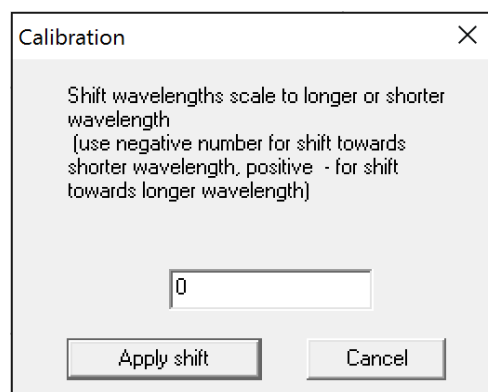 Calibration
Shift wavelengths scale to longer or shorter
wavelength
(use negative number for shift towards
shorter wavelength, positive - for shift
towards longer wavelength)
0
Apply shift
Cancel